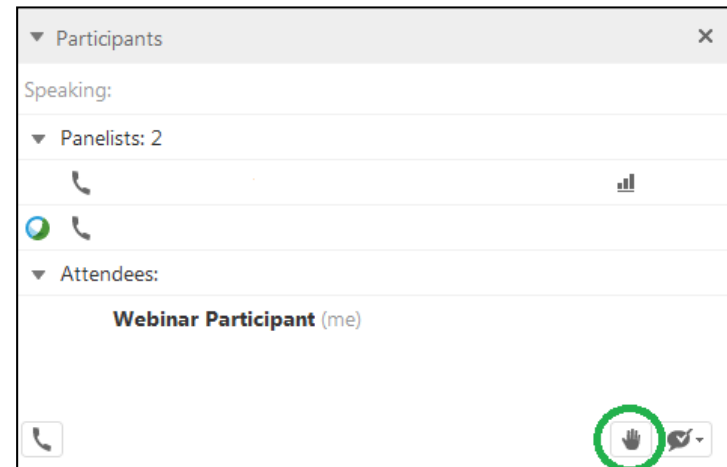 Participants
Speaking:
Panelists: 2
Attendees:
Webinar Participant (me)